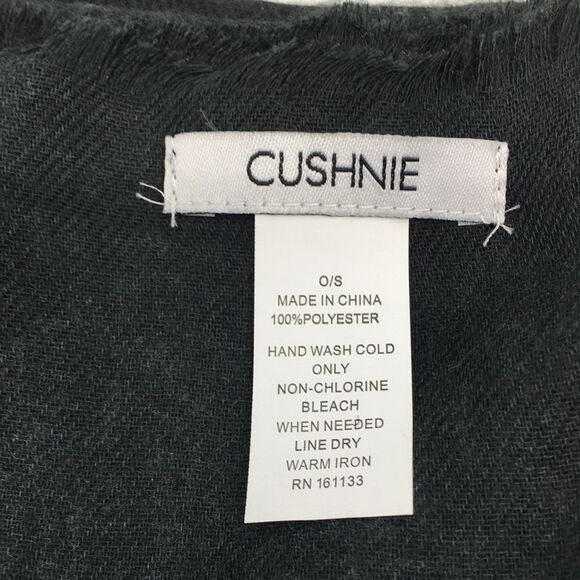 CUSHNIE
O/S
MADE IN CHINA
100%POLYESTER
HAND WASH COLD
ONLY
NON-CHLORINE
BLEACH
WHEN NEEDED
LINE DRY
WARM IRON
RN 161133